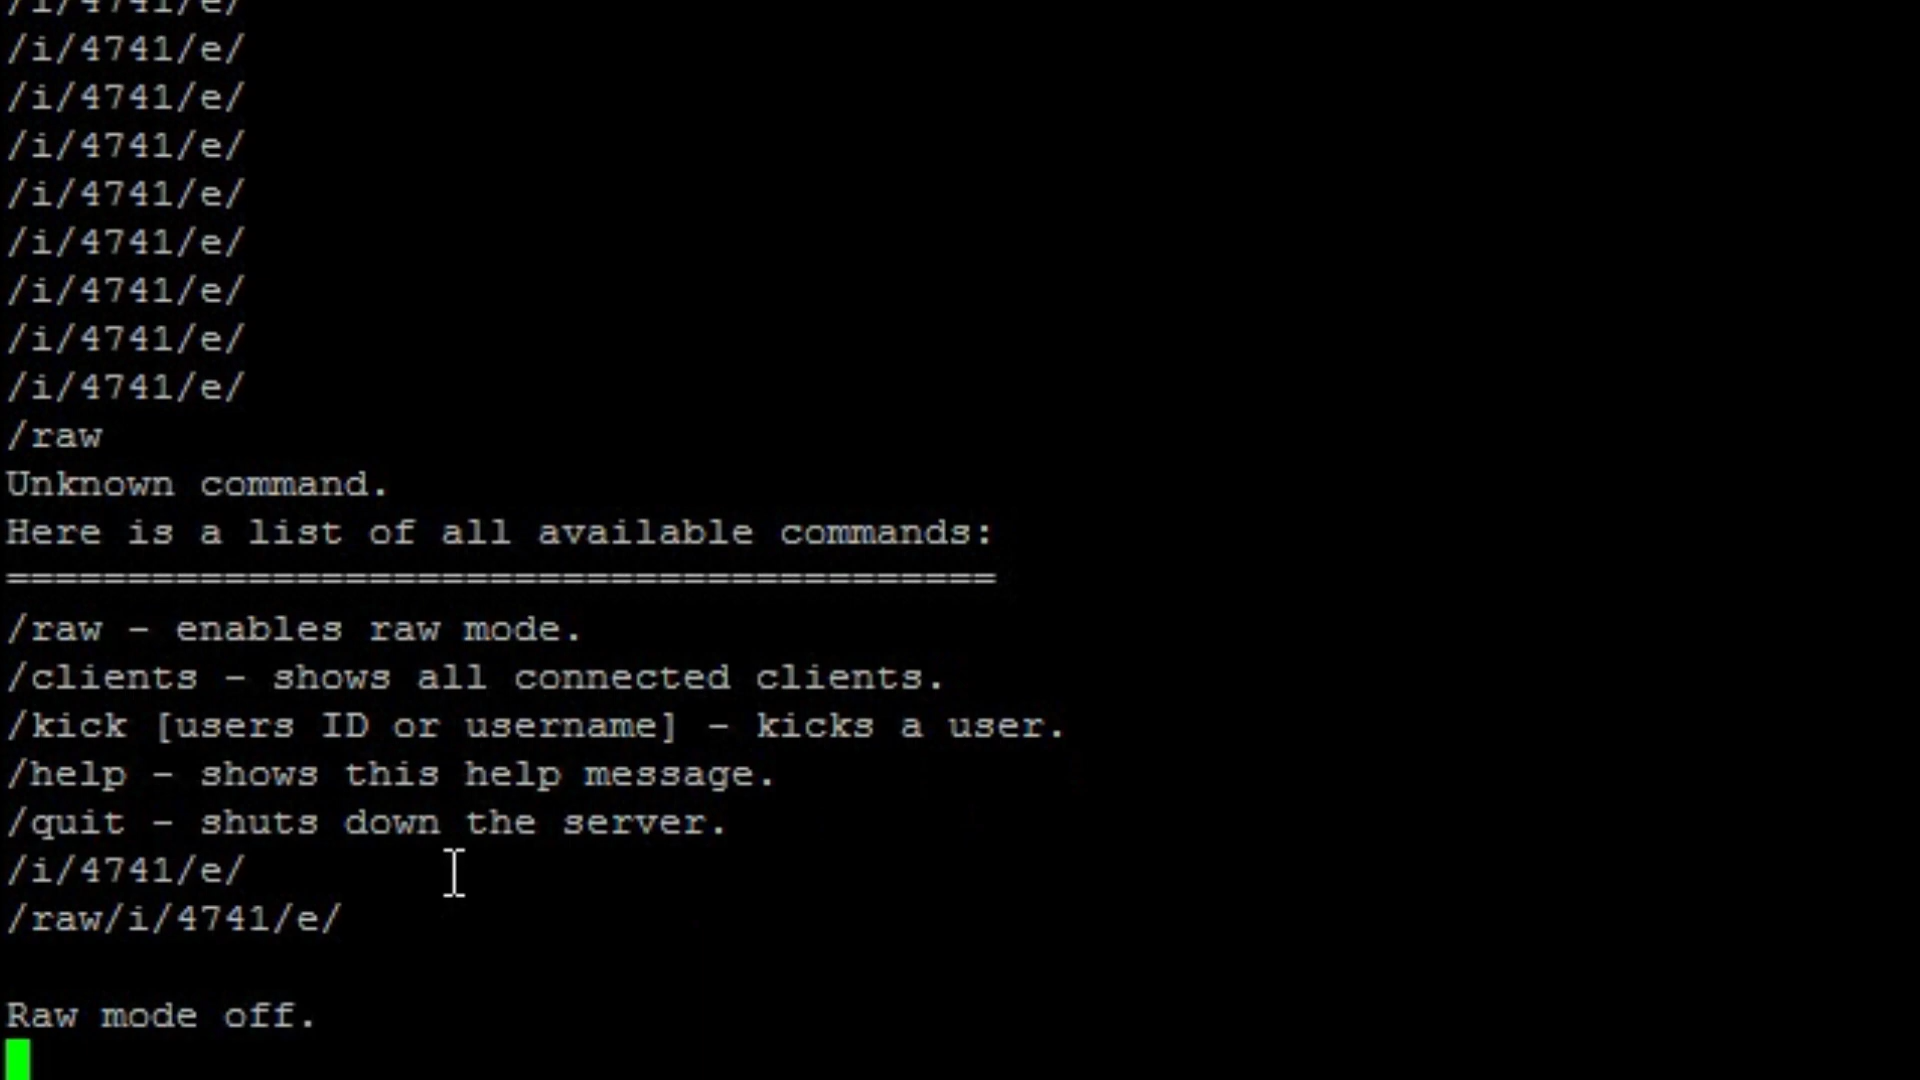 /i/4741/e/
/i/4741/e/
/i/4741/e/
/i/4741/e/
/i/4741/e/
/i/4741/e/
/i/4741/e/
/i/4741/e/
/i/4741/e/
/raw
Unknown command.
Here is a list of all available commands:
=========================================
/raw - enables raw mode.
/clients - shows all connected clients.
/kick [users ID or username] - kicks a user.
/help - shows this help message.
/quit - shuts down the server.
/i/4741/e/
/raw/i/4741/e/
Raw mode off.